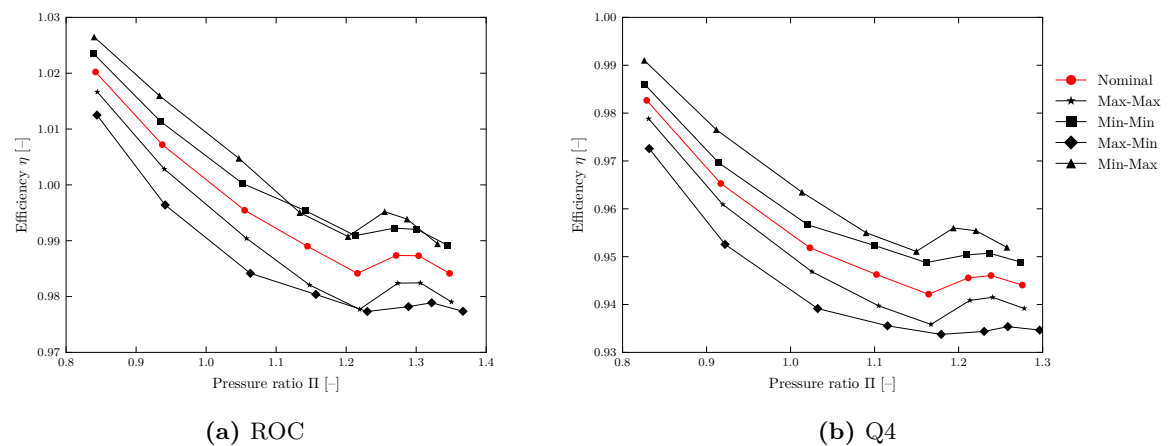 1.03
1.02
1.01
1.00
0.99
0.98
0.97
Efficiency η [–]
0.8 0.9 1.0 1.1 1.2 1.3 1.4
Pressure ratio Π [–]
(a) ROC
1.00
0.99
0.98
0.97
0.96
0.95
0.94
0.93
Efficiency η [–]
0.8 0.9 1.0 1.1 1.2 1.3
Pressure ratio Π [–]
(b) Q4
Nominal
Max-Max
Min-Min
Max-Min
Min-Max